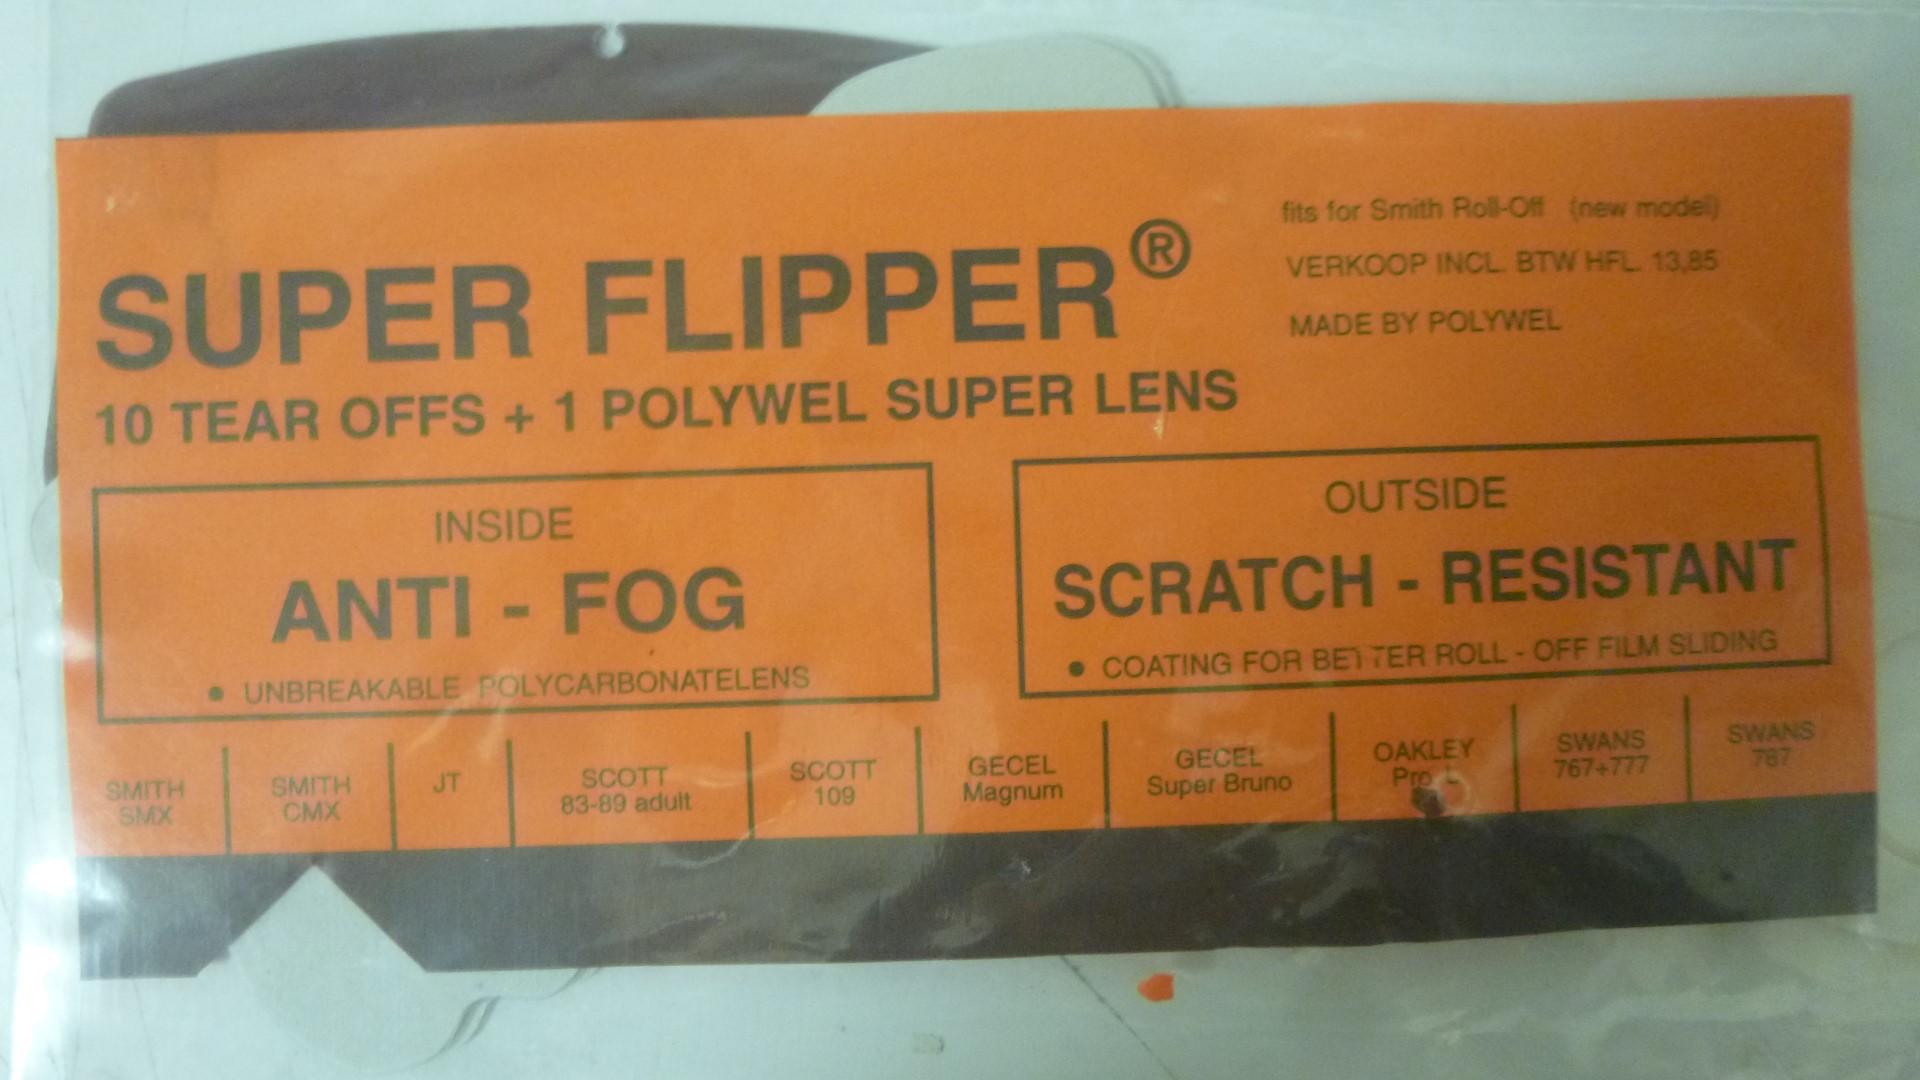 SUPER FLIPPER®
10 TEAR OFFS + 1 POLYWEL SUPER LENS
fits for Smith Roll-Off (new model)
VERKOOP INCL. BTW HFL. 13,85
MADE BY POLYWEL
INSIDE
ANTI - FOG
• UNBREAKABLE POLYCARBONATELENS
OUTSIDE
SCRATCH - RESISTANT
• COATING FOR BETTER ROLL - OFF FILM SLIDING
SMITH
SMX
SMITH
CMX
JT
SCOTT
83-89 adult
SCOTT
109
GECEL
Magnum
GECEL
Super Bruno
OAKLEY
Pro
SWANS
767+777
SWANS
787